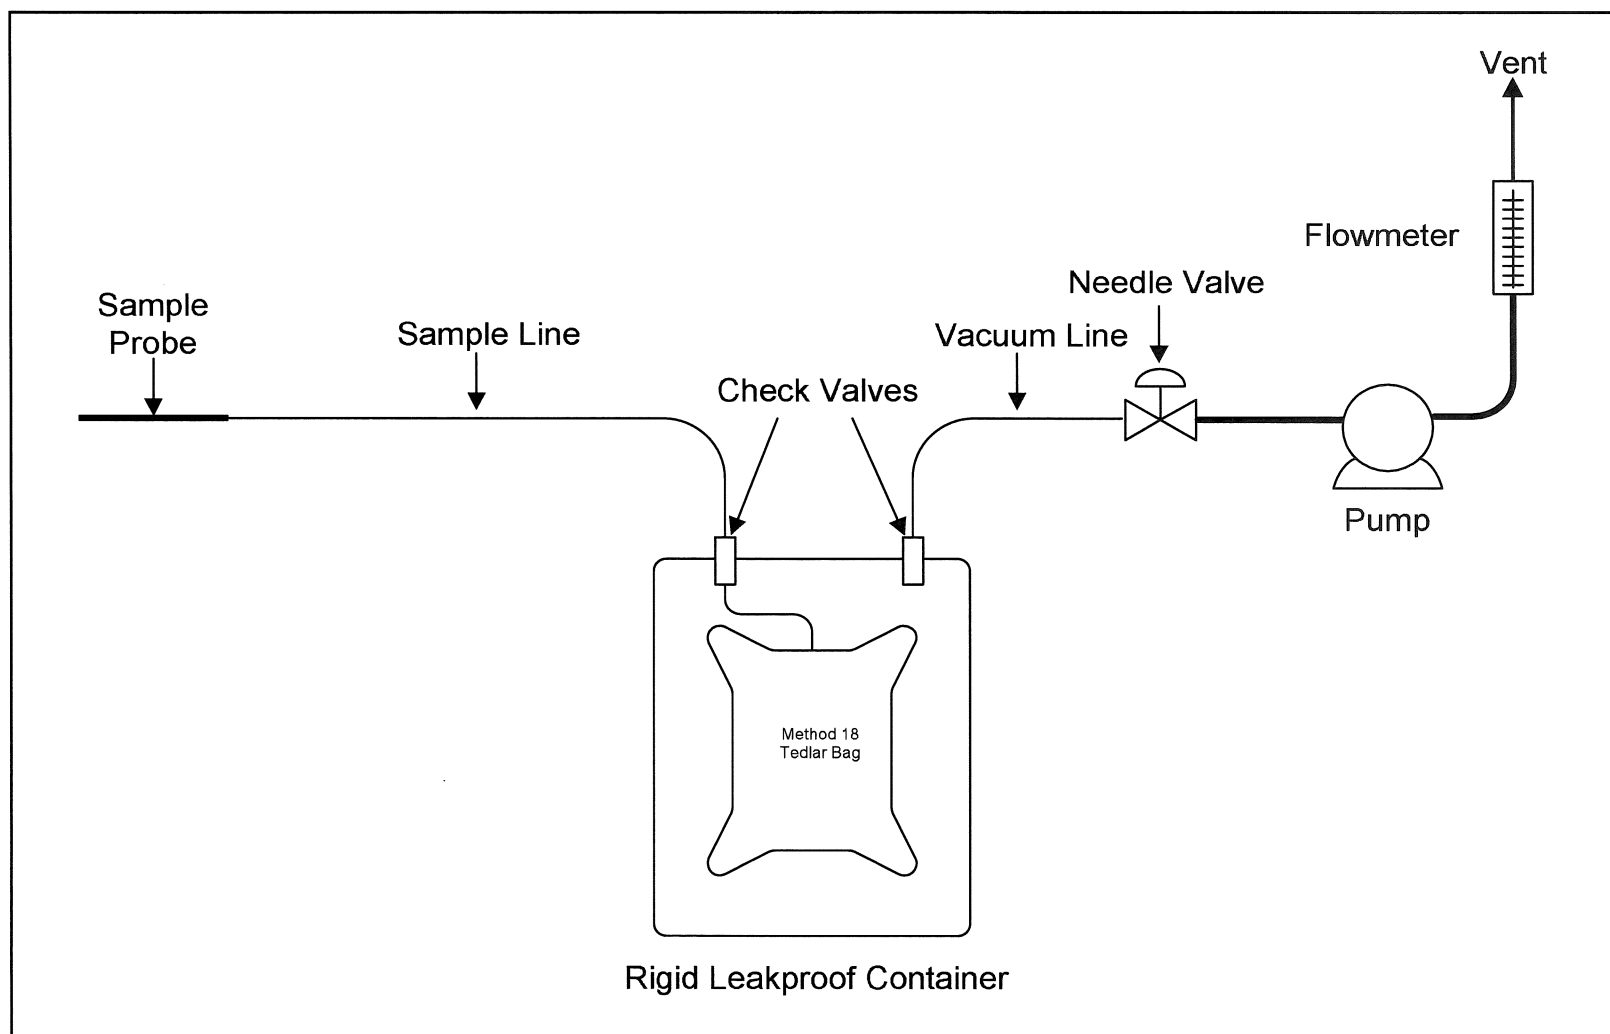 Vent
Flowmeter
Needle Valve
Sample
Probe
Sample Line
Vacuum Line
Check Valves
Pump
Method 18
Tedlar Bag
Rigid Leakproof Container